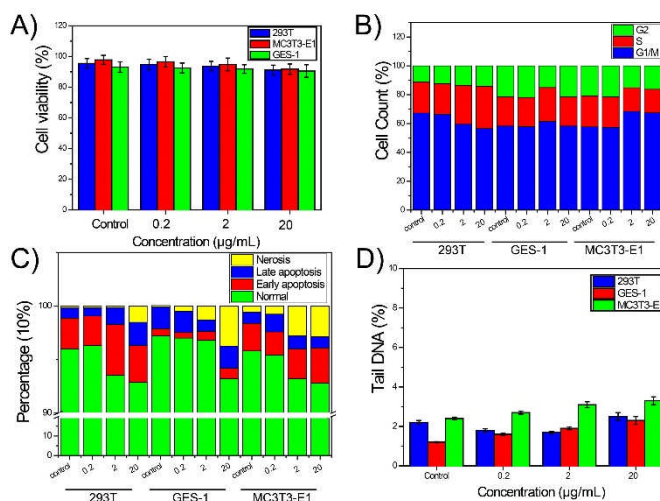 A)
293T
MC3T3-E1
GES-1
Cell viability (%)
120
100
80
60
40
20
0
Control 0.2 2 20
Concentration (µg/mL)
B)
G2
S
G1/M
Cell Count (%)
100
80
60
40
20
0
control 0.2 2 20 control 0.2 2 20 control 0.2 2 20
293T GES-1 MC3T3-E1
C)
Nerosis
Late apoptosis
Early apoptosis
Normal
Percentage (10%)
100
90
10
5
0
control 0.2 2 20 control 0.2 2 20 control 0.2 2 20
293T GES-1 MC3T3-E1
D)
293T
GES-1
MC3T3-E
Tail DNA (%)
10
8
6
4
2
0
Control 0.2 2 20
Concentration (µg/mL)